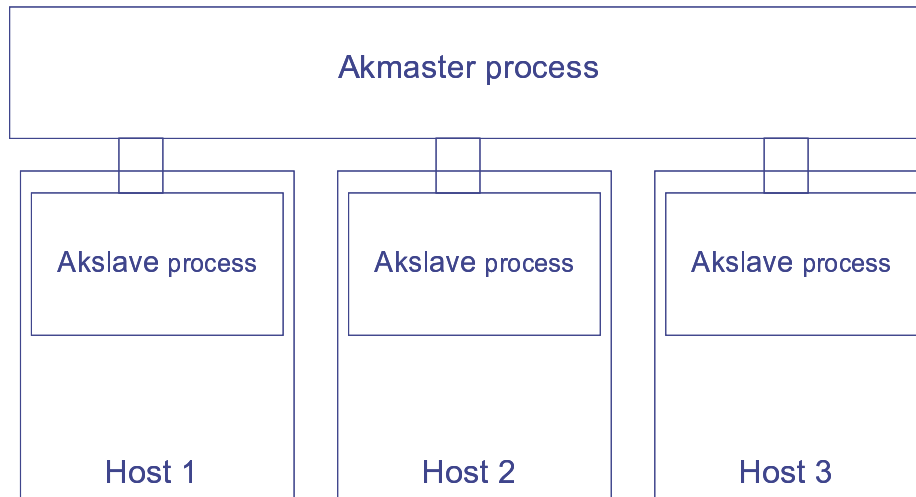 Akmaster process
Akslave process
Akslave process
Akslave process
Host 1
Host 2
Host 3